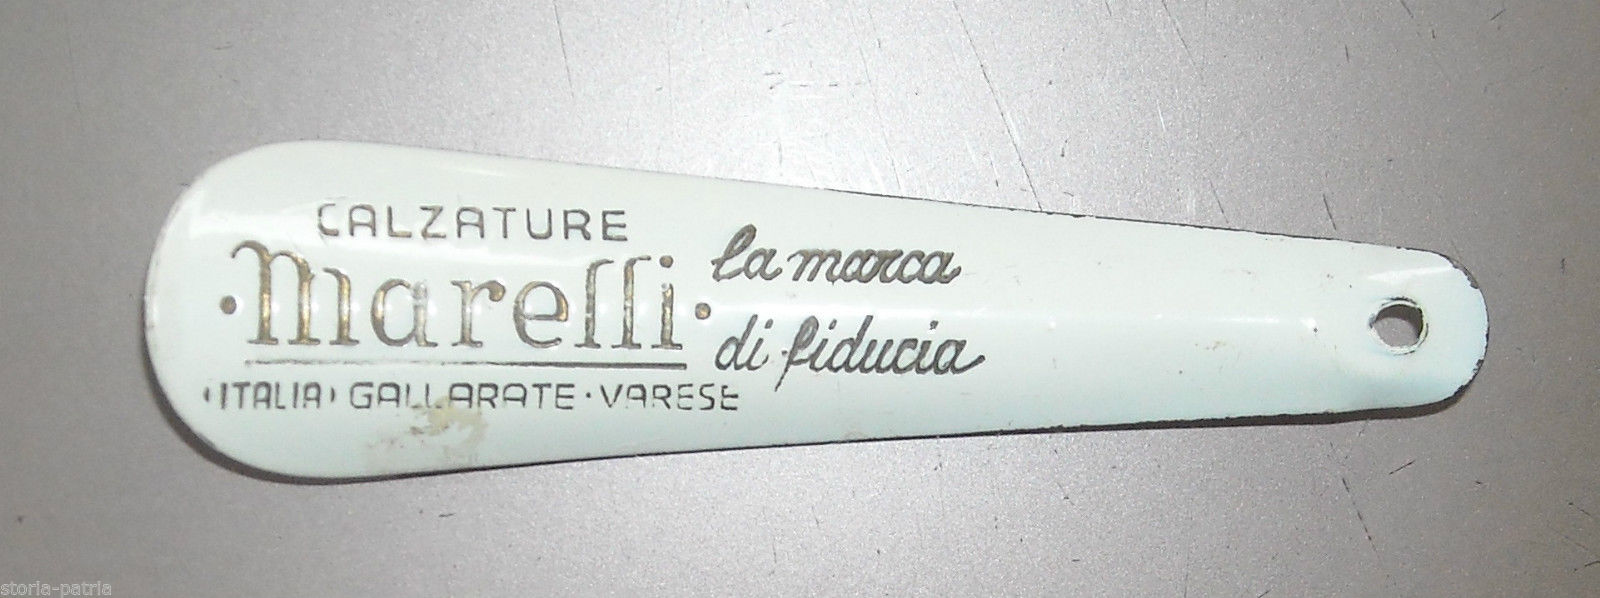 CALZATURE
·Marelli·
(ITALIA) GALLARATE · VARESE
la marca
di fiducia
storia-patria